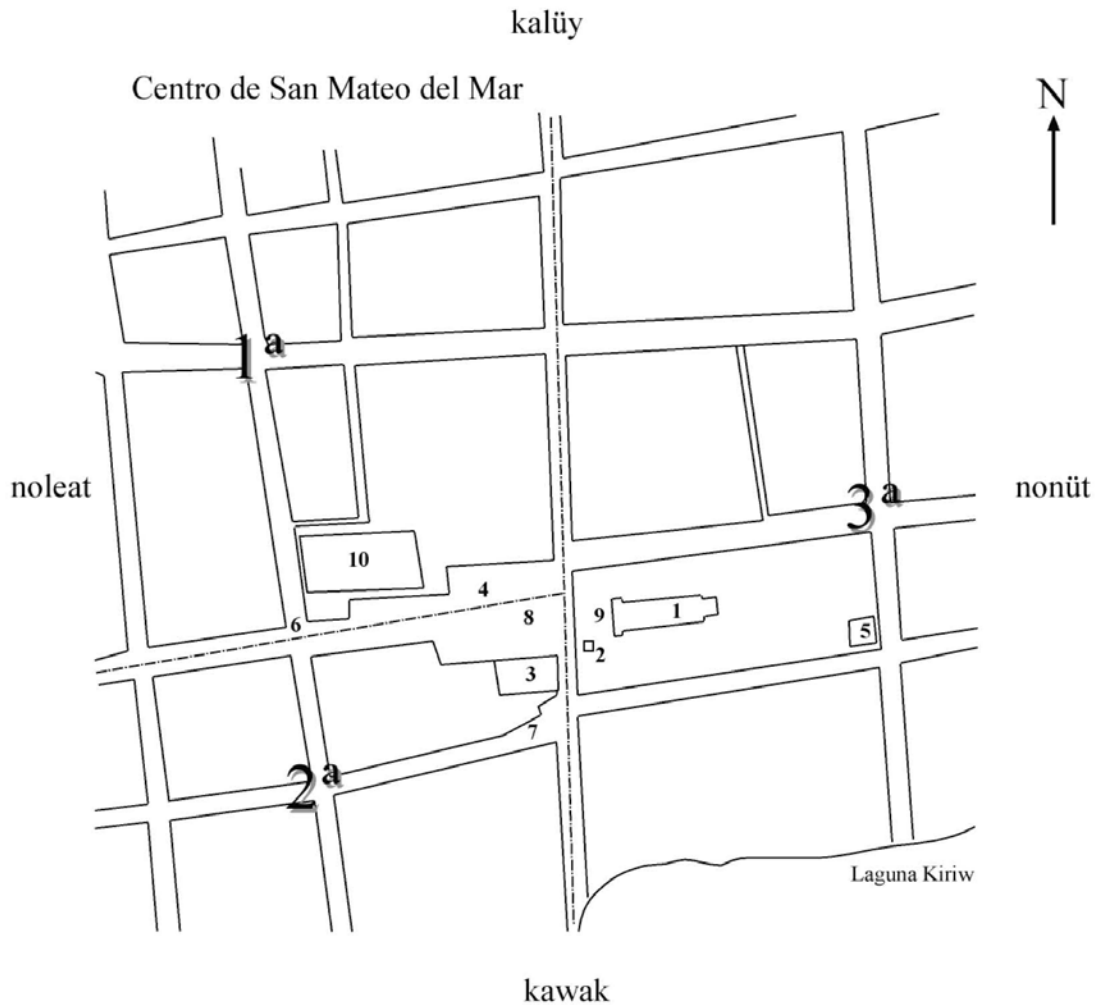 kalüy
Centro de San Mateo del Mar
N
1ª
noleat
nonüt
3ª
10
4
8
9
1
6
2
5
3
7
2ª
Laguna Kiriw
kawak